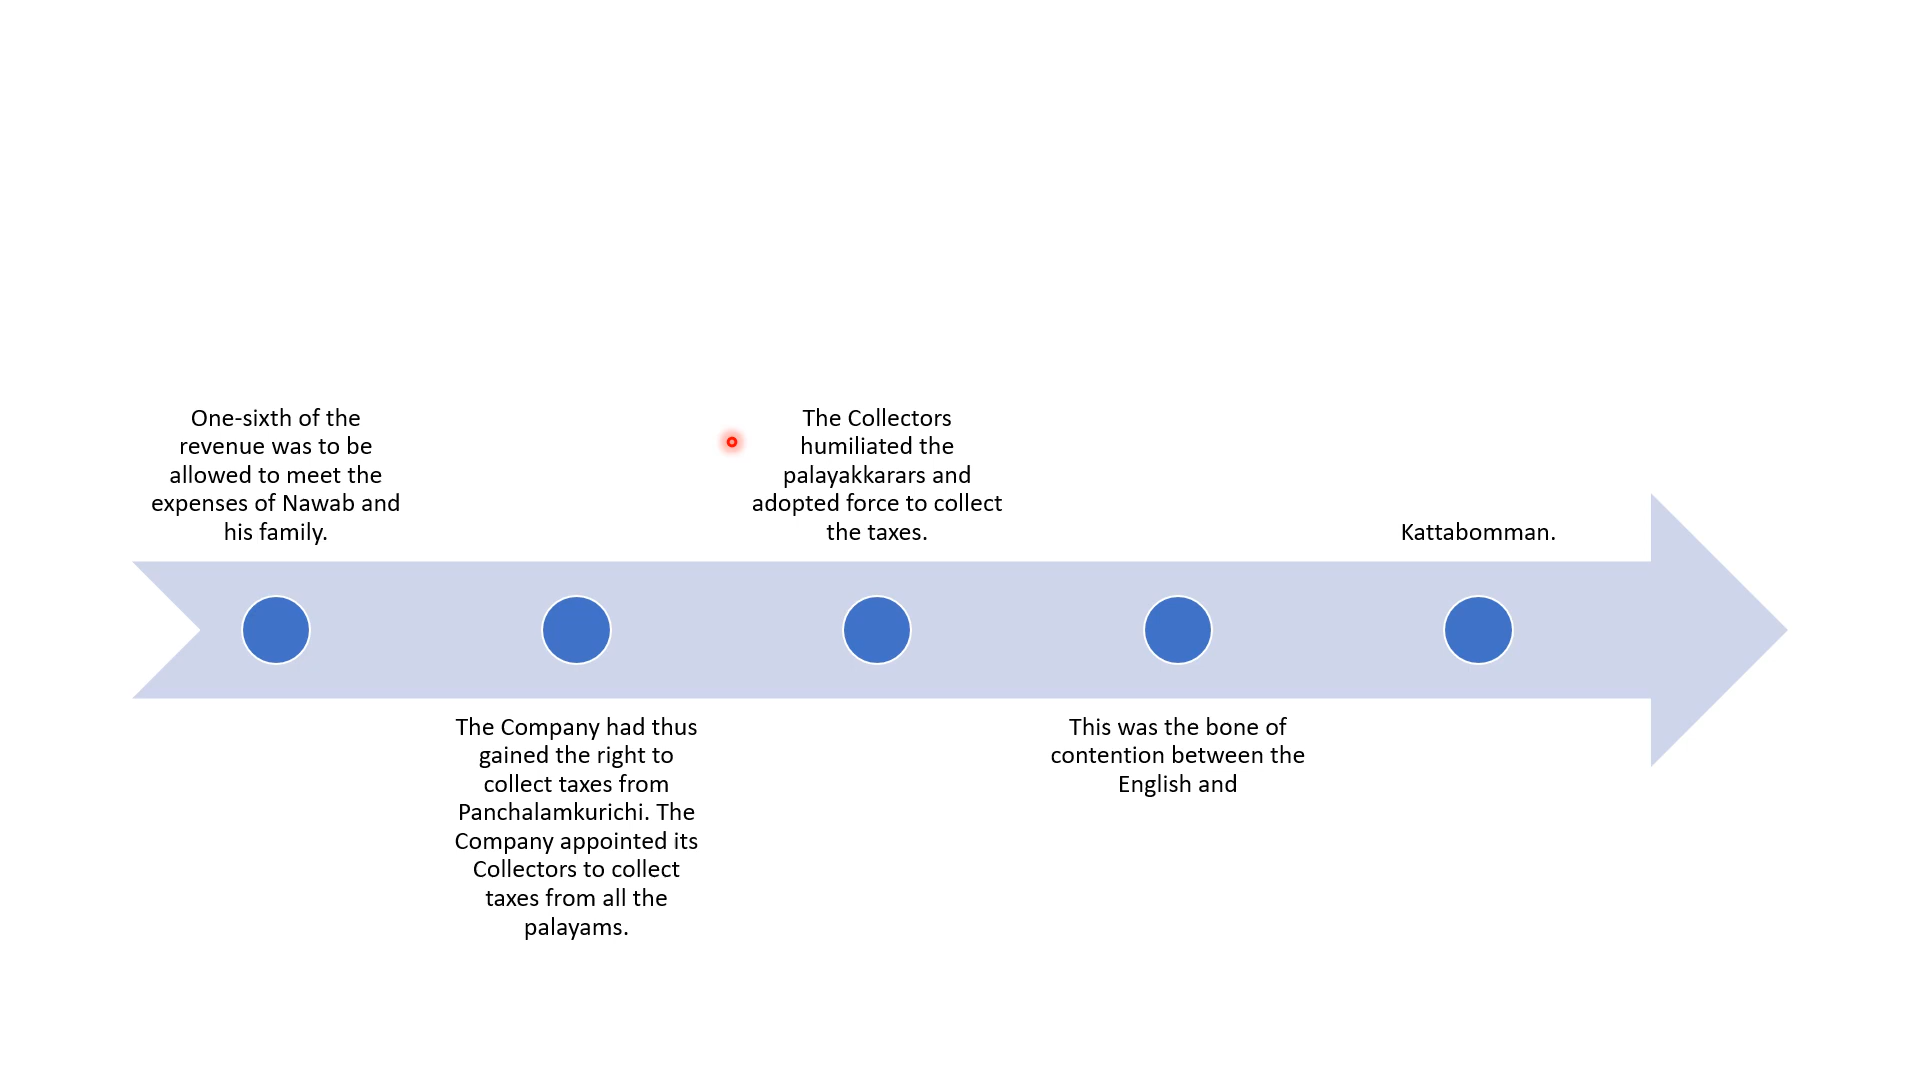 One-sixth of the
revenue was to be
allowed to meet the
expenses of Nawab and
his family.
The Company had thus
gained the right to
collect taxes from
Panchalamkurichi. The
Company appointed its
Collectors to collect
taxes from all the
palayams.
The Collectors
humiliated the
palayakkarars and
adopted force to collect
the taxes.
This was the bone of
contention between the
English and
Kattabomman.